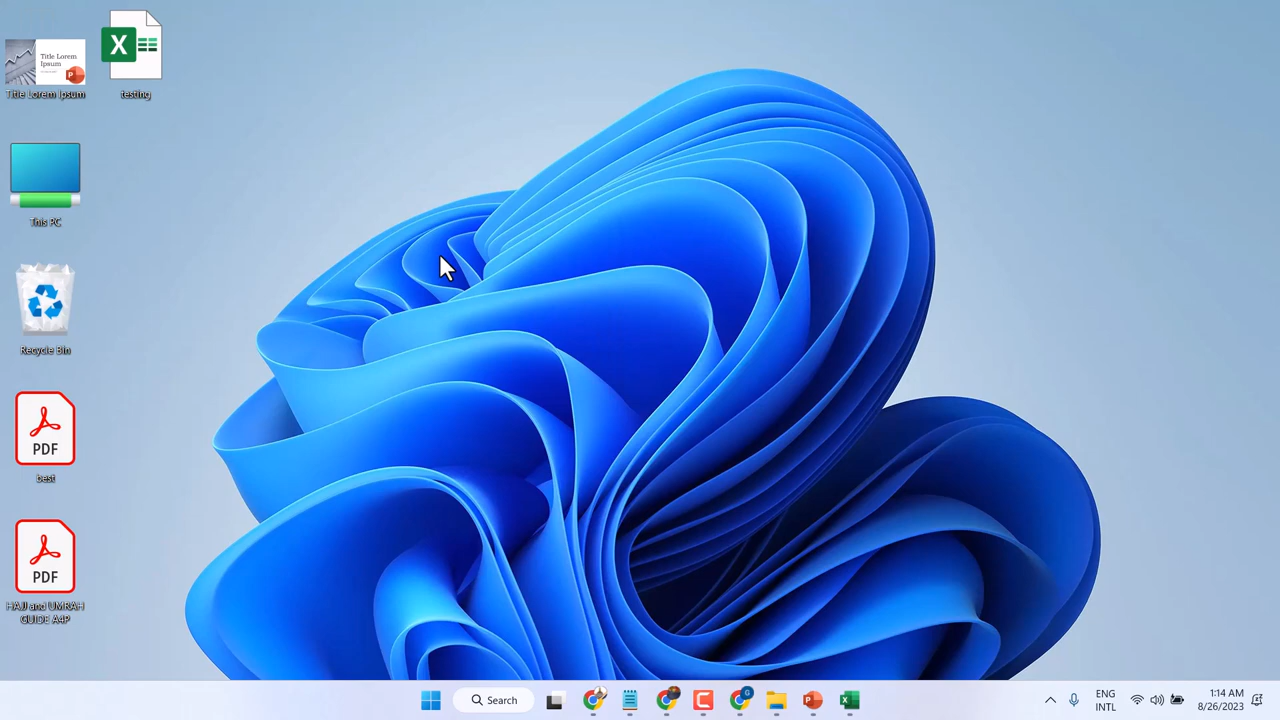 Title Lorem
Ipsum
P
Title Lorem Ipsum
X
testing
This PC
Recycle Bin
PDF
best
PDF
HAJJ and UMRAH
GUIDE A4P
Search
G
P
X
ENG
INTL
1:14 AM
8/26/2023